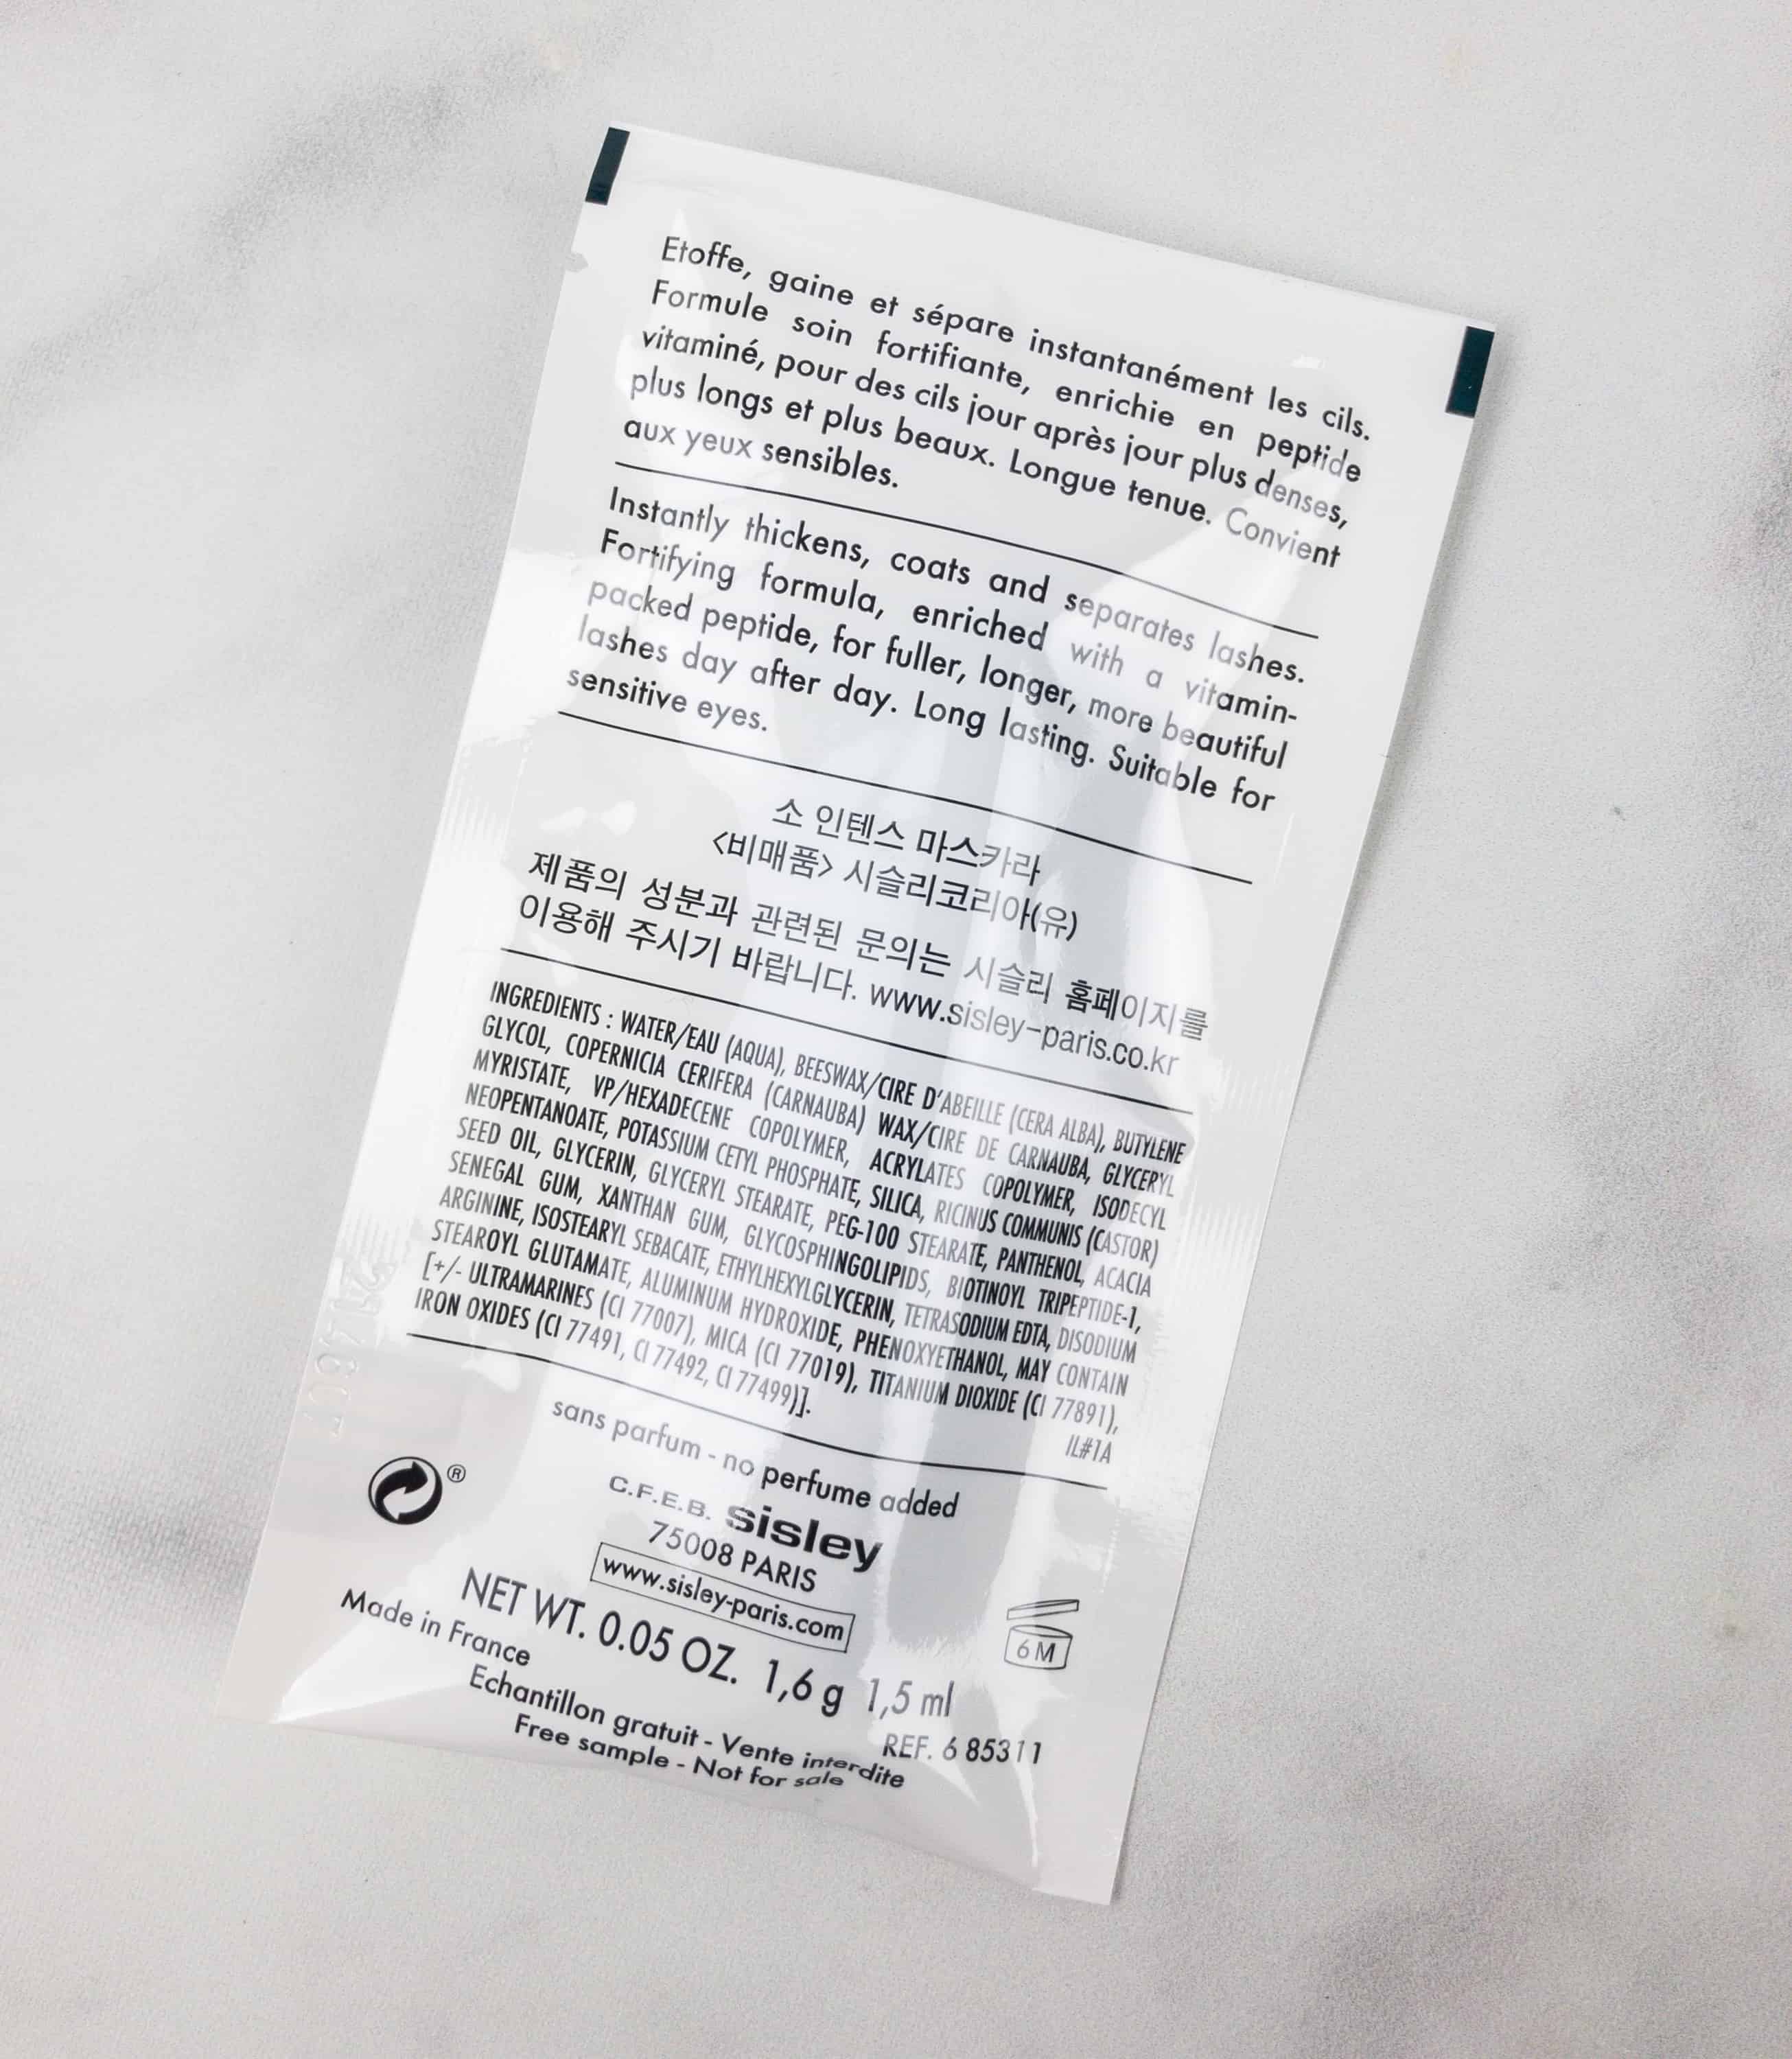 Etoffe, gaine et sépare instantanément les cils.
Formule soin fortifiante, enrichie en peptide
vitaminé, pour des cils jour après jour plus denses,
plus longs et plus beaux. Longue tenue. Convient
aux yeux sensibles.
Instantly thickens, coats and separates lashes.
Fortifying formula, enriched with a vitamin-
packed peptide, for fuller, longer, more beautiful
lashes day after day. Long lasting. Suitable for
sensitive eyes.
소 인텐스 마스카라
<비매품> 시슬리코리아(유)
제품의 성분과 관련된 문의는 시슬리 홈페이지를
이용해 주시기 바랍니다. www.sisley-paris.co.kr
INGREDIENTS : WATER/EAU (AQUA), BEESWAX/CIRE D'ABEILLE (CERA ALBA), BUTYLENE
GLYCOL, COPERNICIA CERIFERA (CARNAUBA) WAX/CIRE DE CARNAUBA, GLYCERYL
MYRISTATE, VP/HEXADECENE COPOLYMER, ACRYLATES COPOLYMER, ISODECYL
NEOPENTANOATE, POTASSIUM CETYL PHOSPHATE, SILICA, RICINUS COMMUNIS (CASTOR)
SEED OIL, GLYCERIN, GLYCERYL STEARATE, PEG-100 STEARATE, PANTHENOL, ACACIA
SENEGAL GUM, XANTHAN GUM, GLYCOSPHINGOLIPIDS, BIOTINOYL TRIPEPTIDE-1,
ARGININE, ISOSTEARYL SEBACATE, ETHYLHEXYLGLYCERIN, TETRASODIUM EDTA, DISODIUM
STEAROYL GLUTAMATE, ALUMINUM HYDROXIDE, PHENOXYETHANOL, MAY CONTAIN
[+/- ULTRAMARINES (CI 77007), MICA (CI 77019), TITANIUM DIOXIDE (CI 77891),
IRON OXIDES (CI 77491, CI 77492, CI 77499)].
IL#1A
sans parfum - no perfume added
C.F.E.B. sisley
75008 PARIS
www.sisley-paris.com
®
6 M
NET WT. 0.05 OZ. 1,6 g 1,5 ml
Made in France
REF. 6 85311
Echantillon gratuit - Vente interdite
Free sample - Not for sale